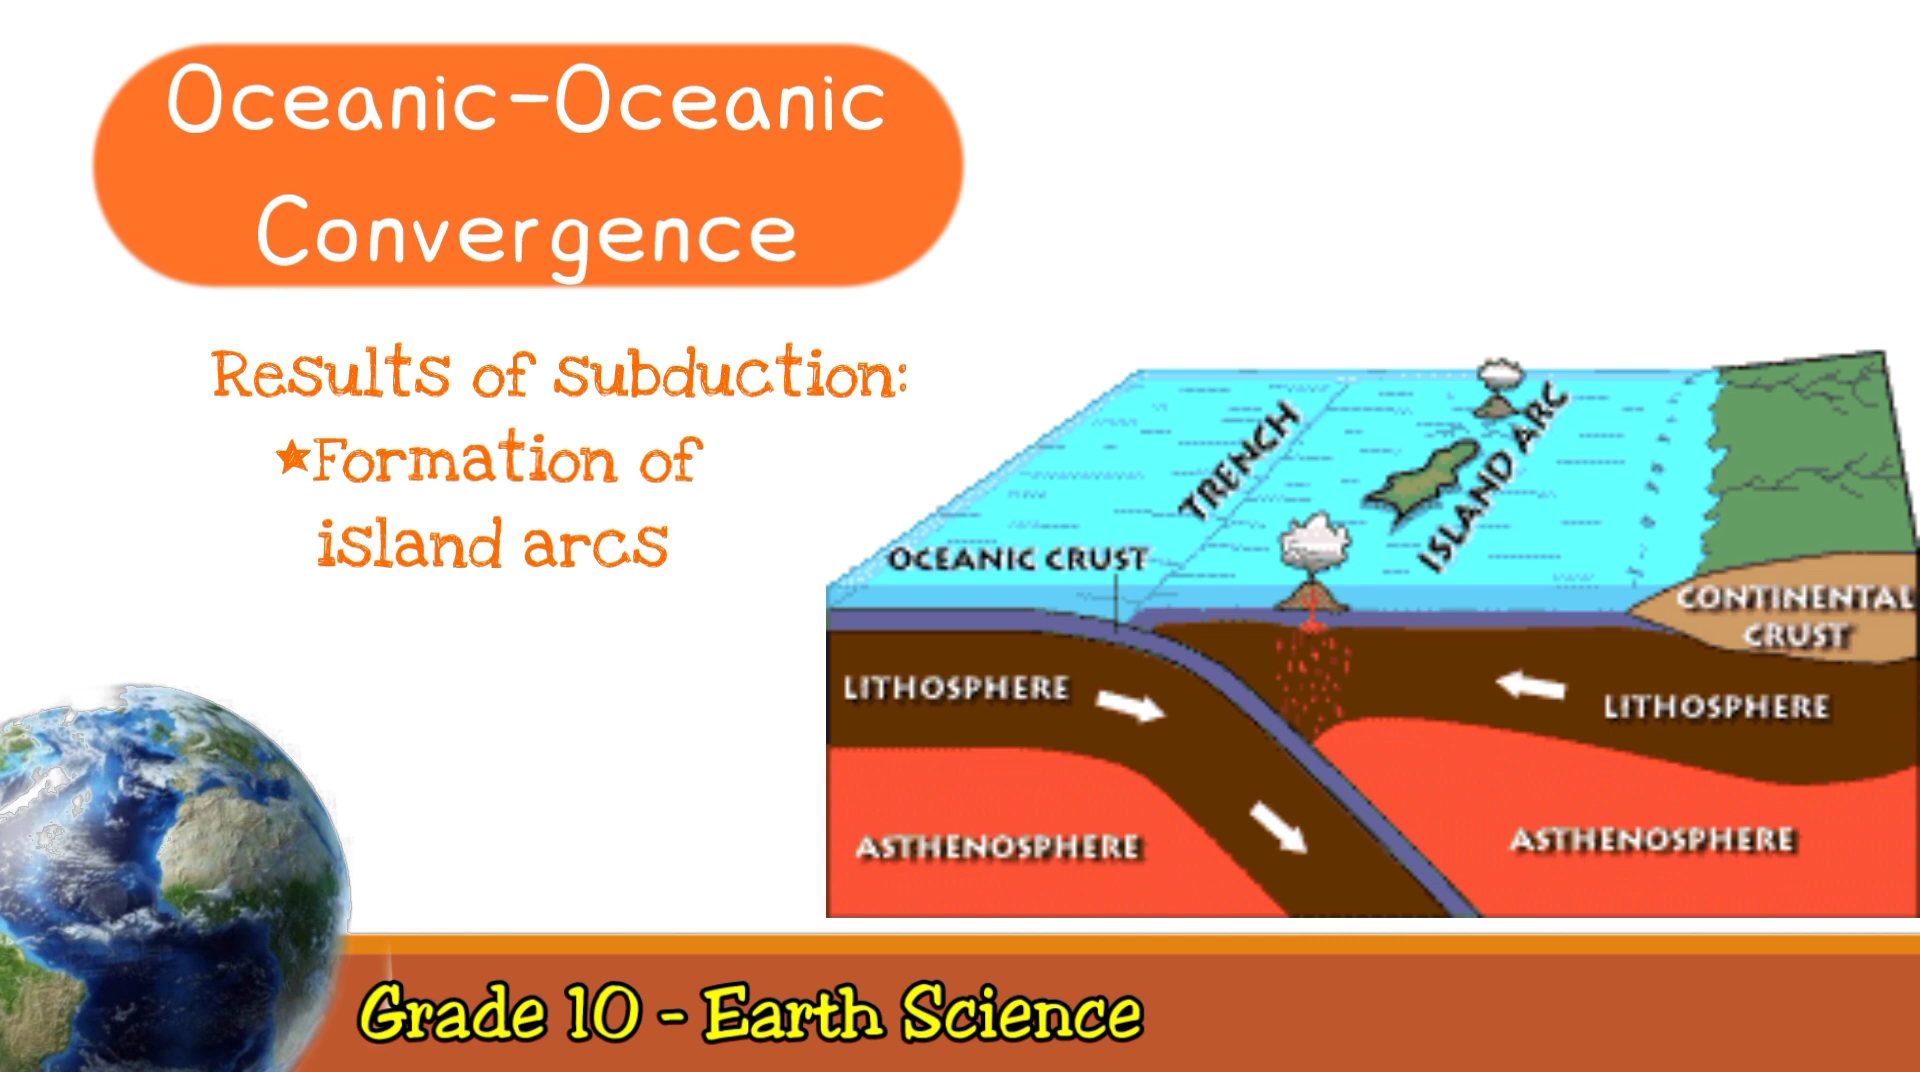 Oceanic-Oceanic
Convergence
Results of subduction:
★Formation of
island arcs
TRENCH
ISLAND ARC
OCEANIC CRUST
CONTINENTAL
CRUST
LITHOSPHERE
LITHOSPHERE
ASTHENOSPHERE
ASTHENOSPHERE
Grade 10 - Earth Science